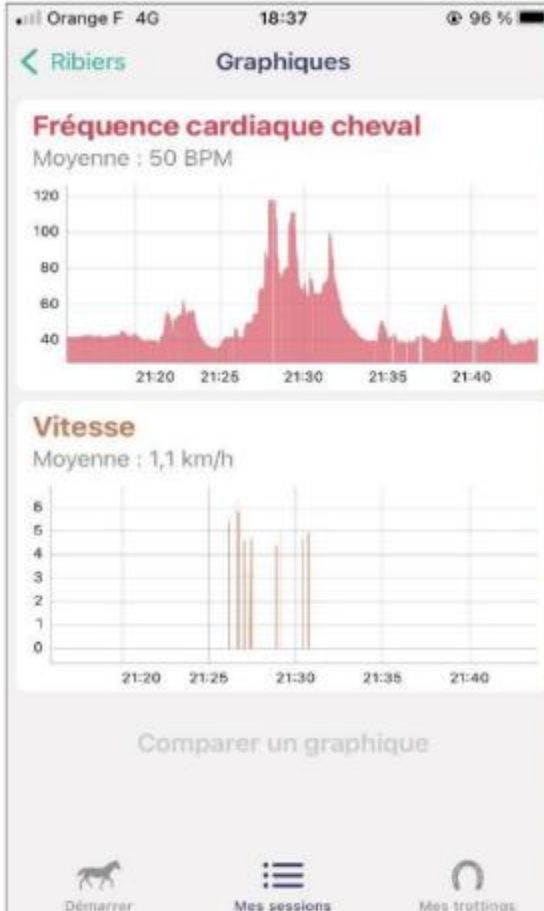 Orange F 4G 18:37 96 %
Ribiers Graphiques
Fréquence cardiaque cheval
Moyenne : 50 BPM
120
100
80
60
40
21:20 21:25 21:30 21:35 21:40
Vitesse
Moyenne : 1,1 km/h
6
5
4
3
2
1
0
21:20 21:25 21:30 21:35 21:40
Comparer un graphique
Démarrer Mes sessions Mes trottings